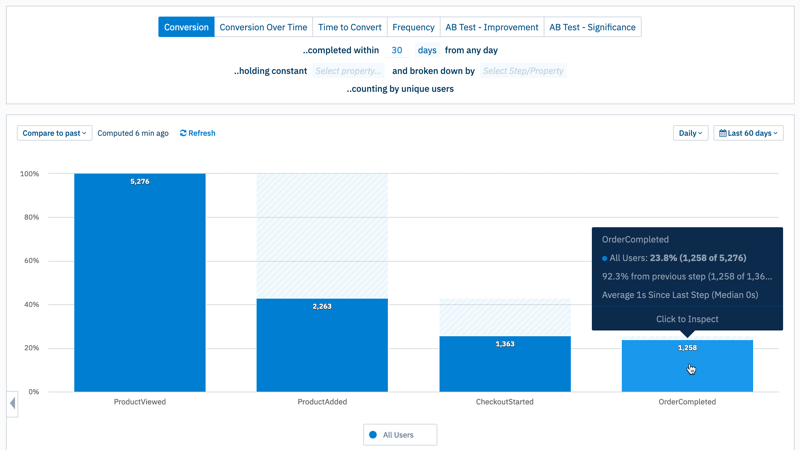 Conversion Conversion Over Time Time to Convert Frequency AB Test - Improvement AB Test - Significance
..completed within 30 days from any day
..holding constant Select property... and broken down by Select Step/Property
..counting by unique users
Compare to past Computed 6 min ago Refresh Daily Last 60 days
100%
5,276
80%
60%
40%
2,263
20%
1,363
0%
OrderCompleted
All Users: 23.8% (1,258 of 5,276)
92.3% from previous step (1,258 of 1,36...
Average 1s Since Last Step (Median 0s)
Click to Inspect
1,258
ProductViewed ProductAdded CheckoutStarted OrderCompleted
All Users